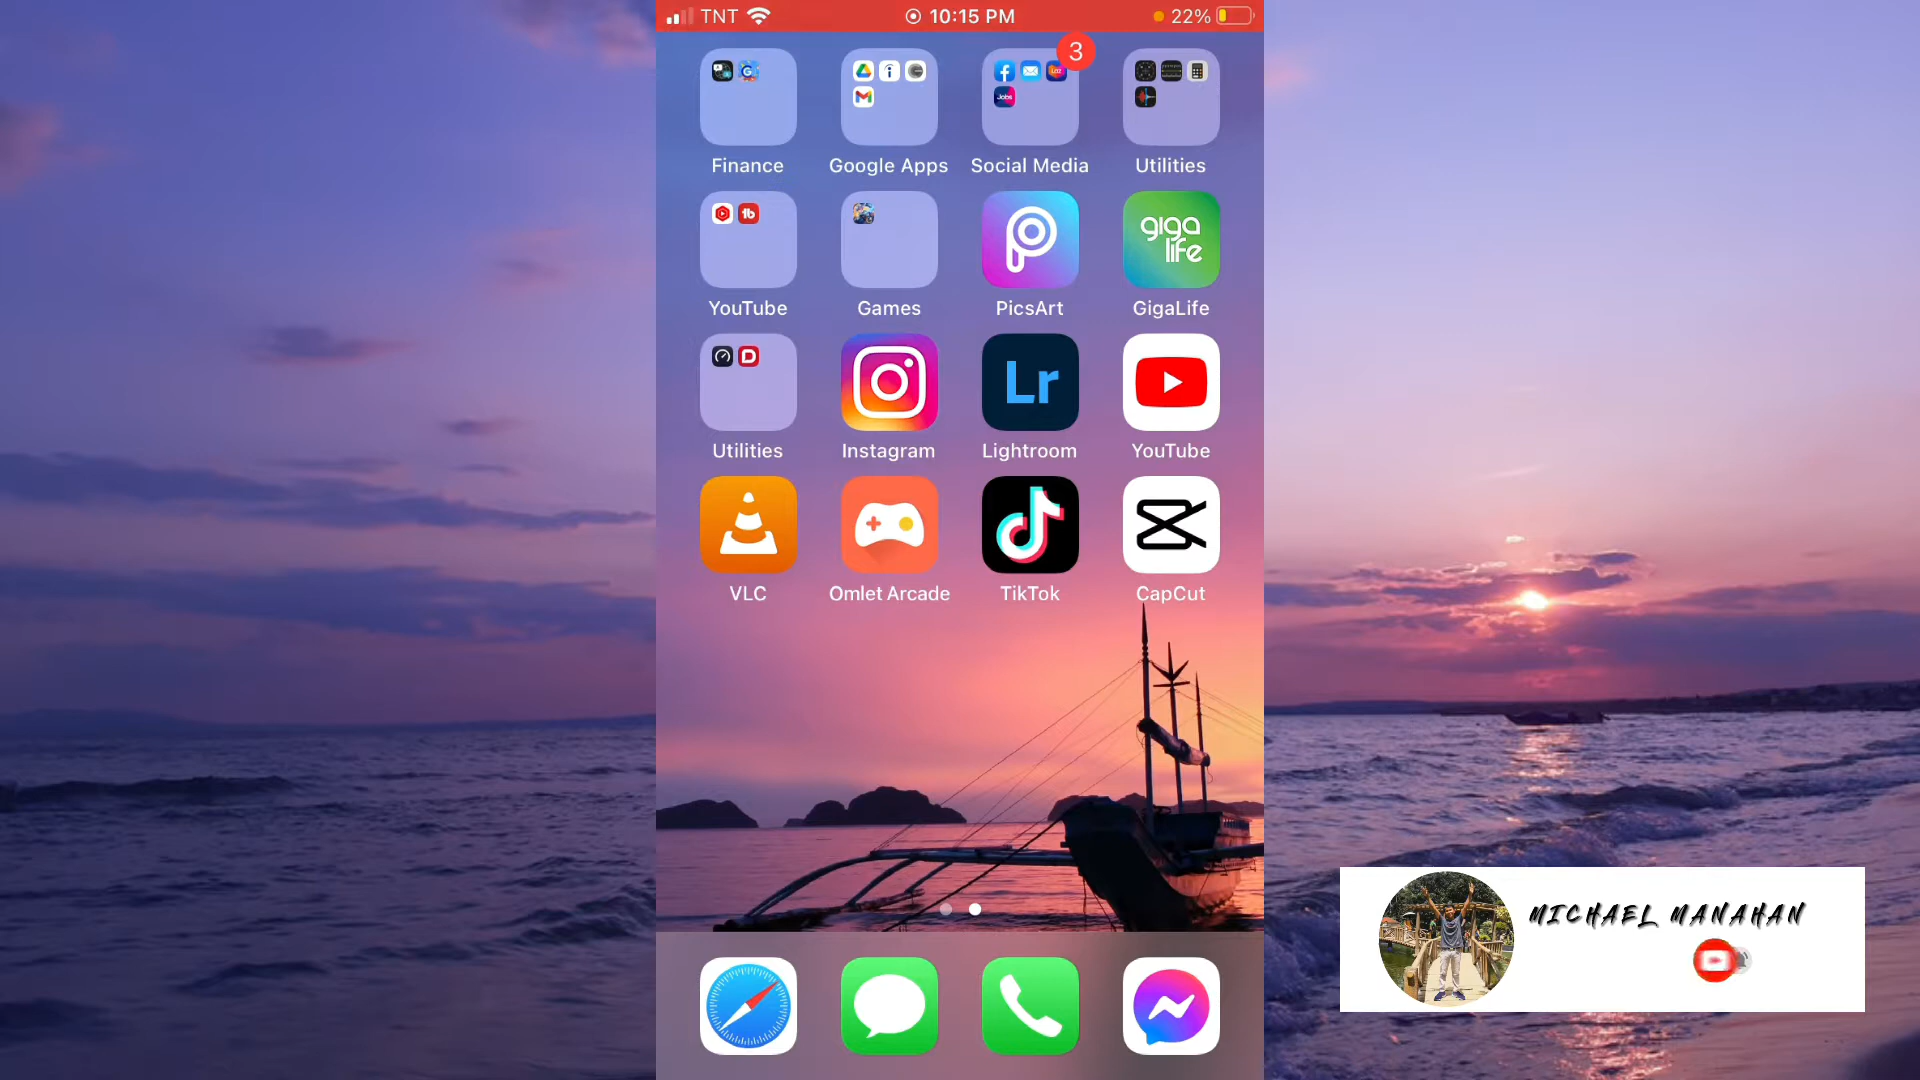 TNT 10:15 PM 22%
3
Finance Google Apps Social Media Utilities
giga
life
YouTube Games PicsArt GigaLife
Lr
Utilities Instagram Lightroom YouTube
VLC Omlet Arcade TikTok CapCut
MICHAEL MANAHAN